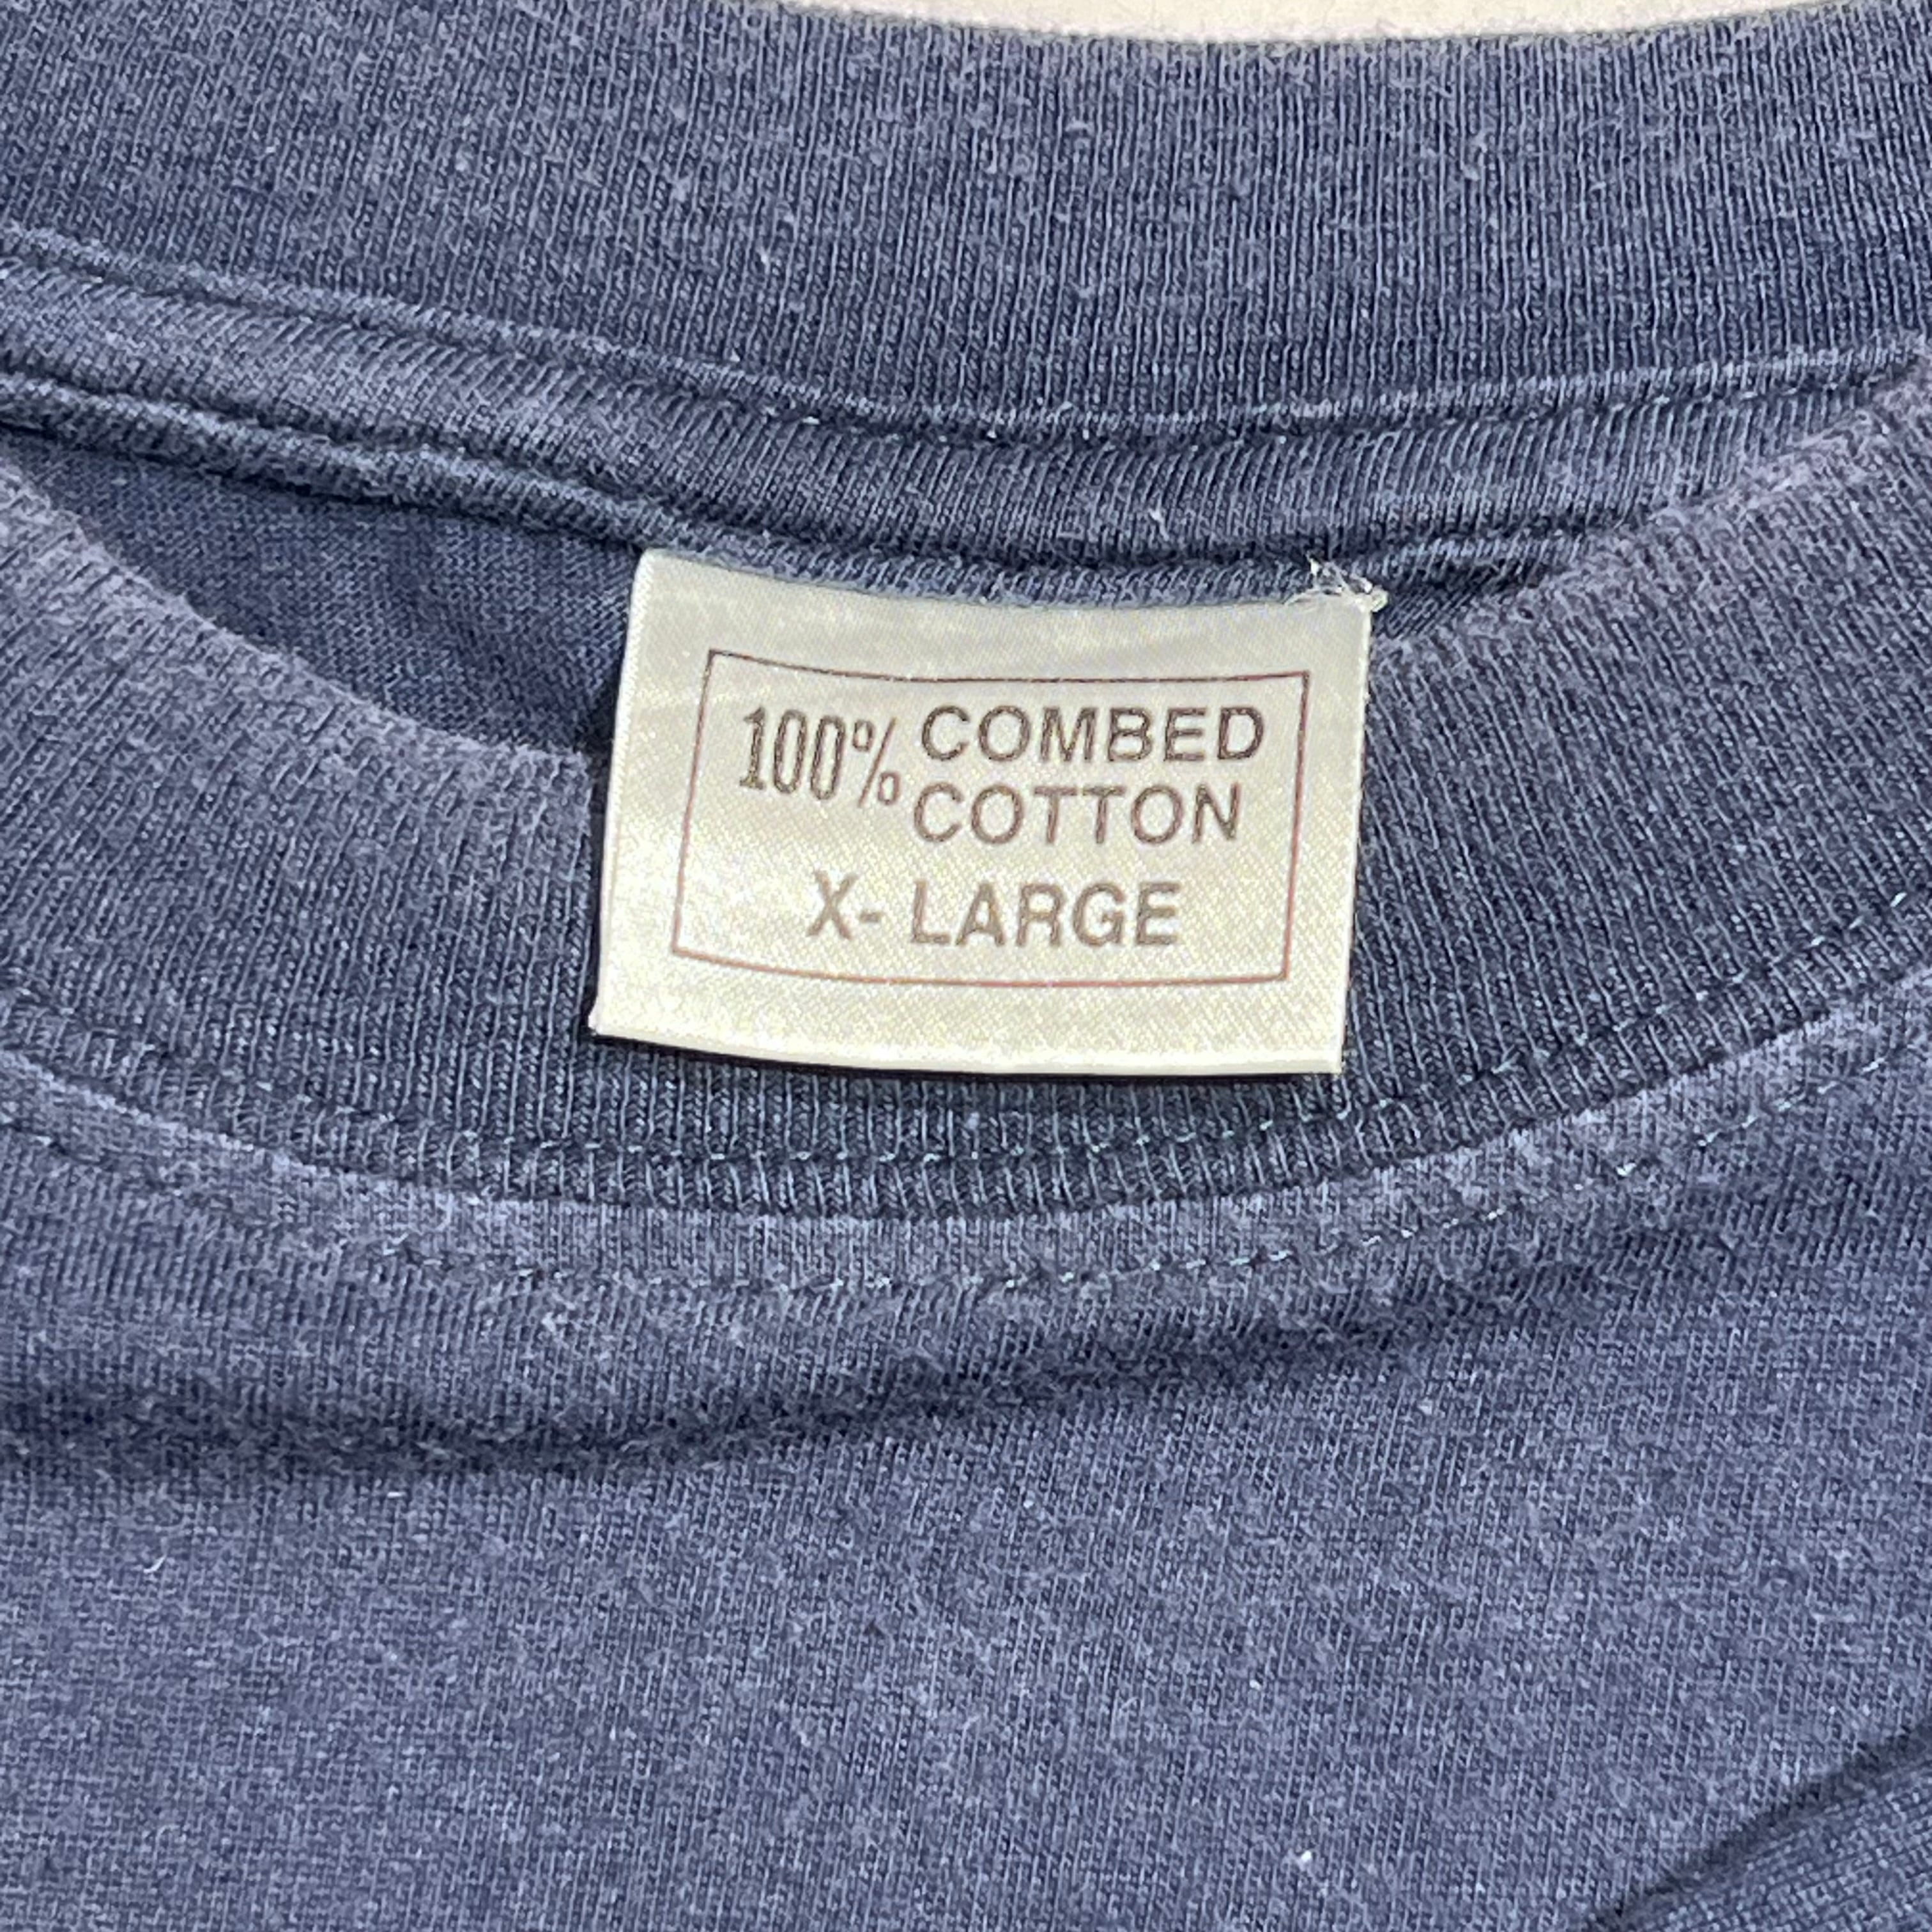 100% COMBED
COTTON
X- LARGE